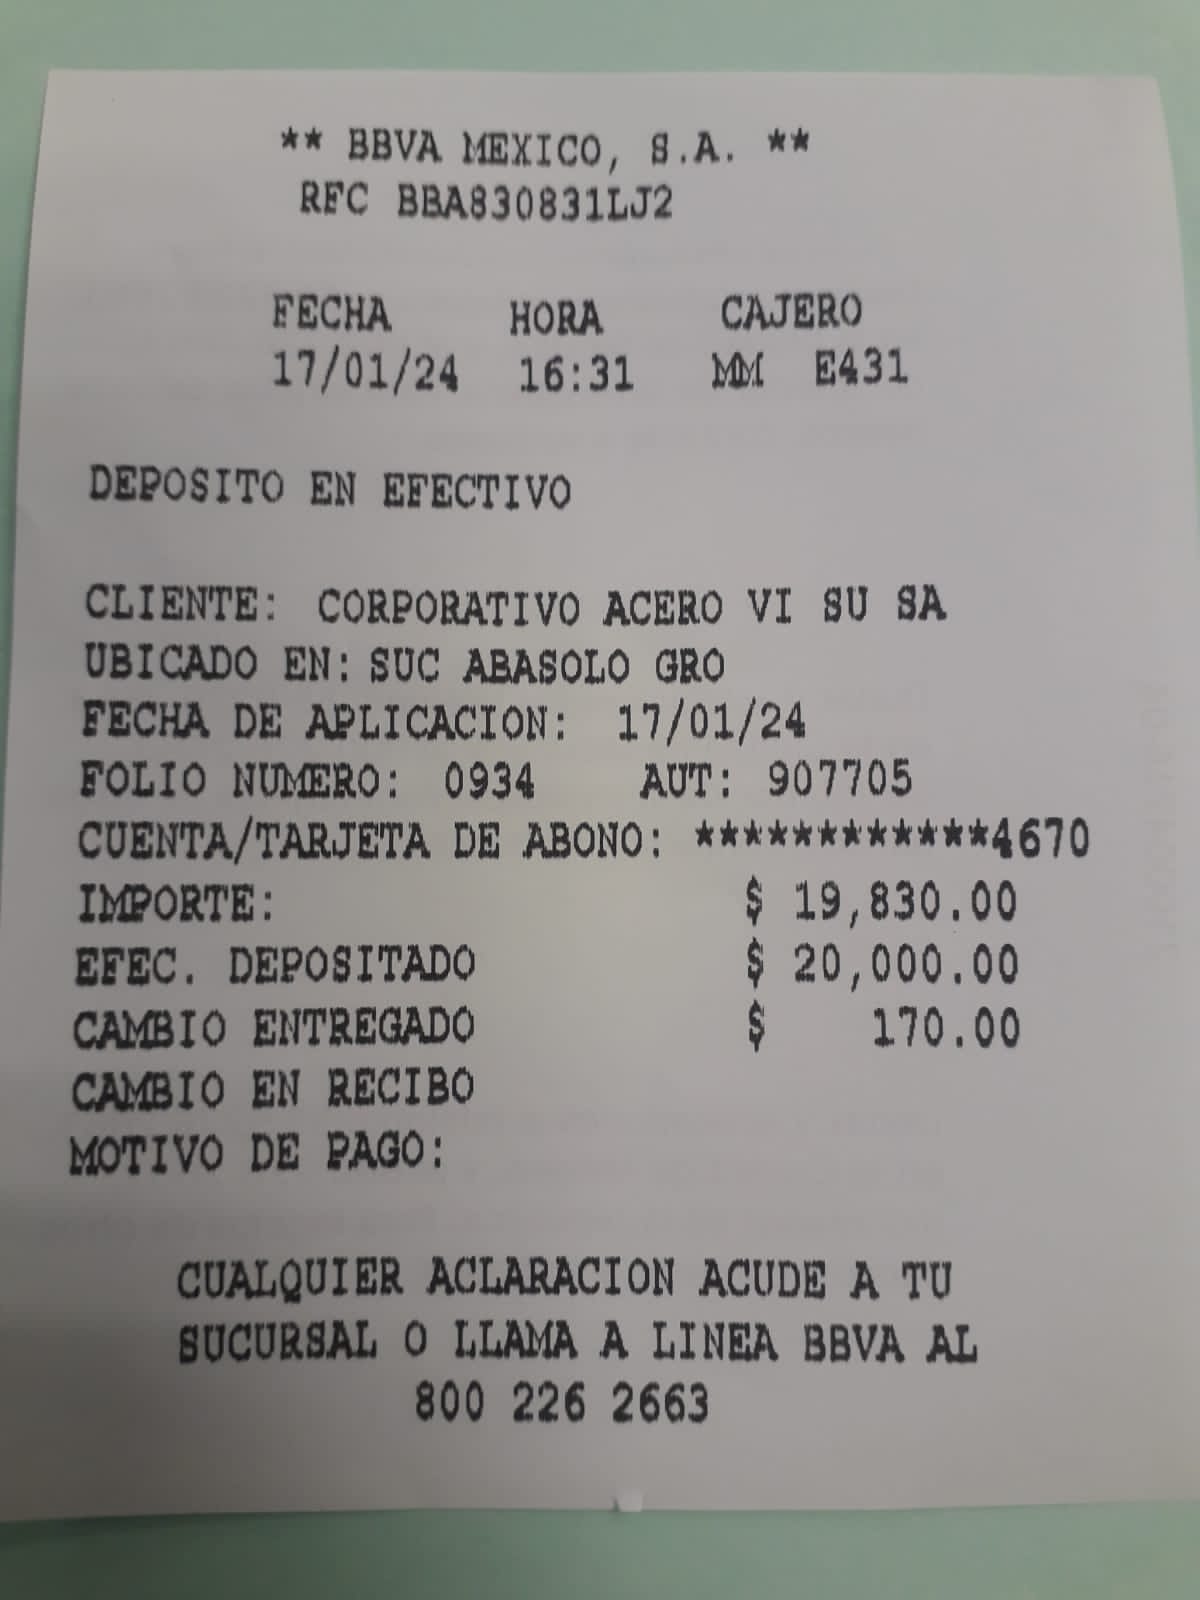 ** BBVA MEXICO, S.A. **
RFC BBA830831LJ2
FECHA HORA CAJERO
17/01/24 16:31 MM E431
DEPOSITO EN EFECTIVO
CLIENTE: CORPORATIVO ACERO VI SU SA
UBICADO EN: SUC ABASOLO GRO
FECHA DE APLICACION: 17/01/24
FOLIO NUMERO: 0934 AUT: 907705
CUENTA/TARJETA DE ABONO: ************4670
IMPORTE: $ 19,830.00
EFEC. DEPOSITADO $ 20,000.00
CAMBIO ENTREGADO $ 170.00
CAMBIO EN RECIBO
MOTIVO DE PAGO:
CUALQUIER ACLARACION ACUDE A TU
SUCURSAL O LLAMA A LINEA BBVA AL
800 226 2663